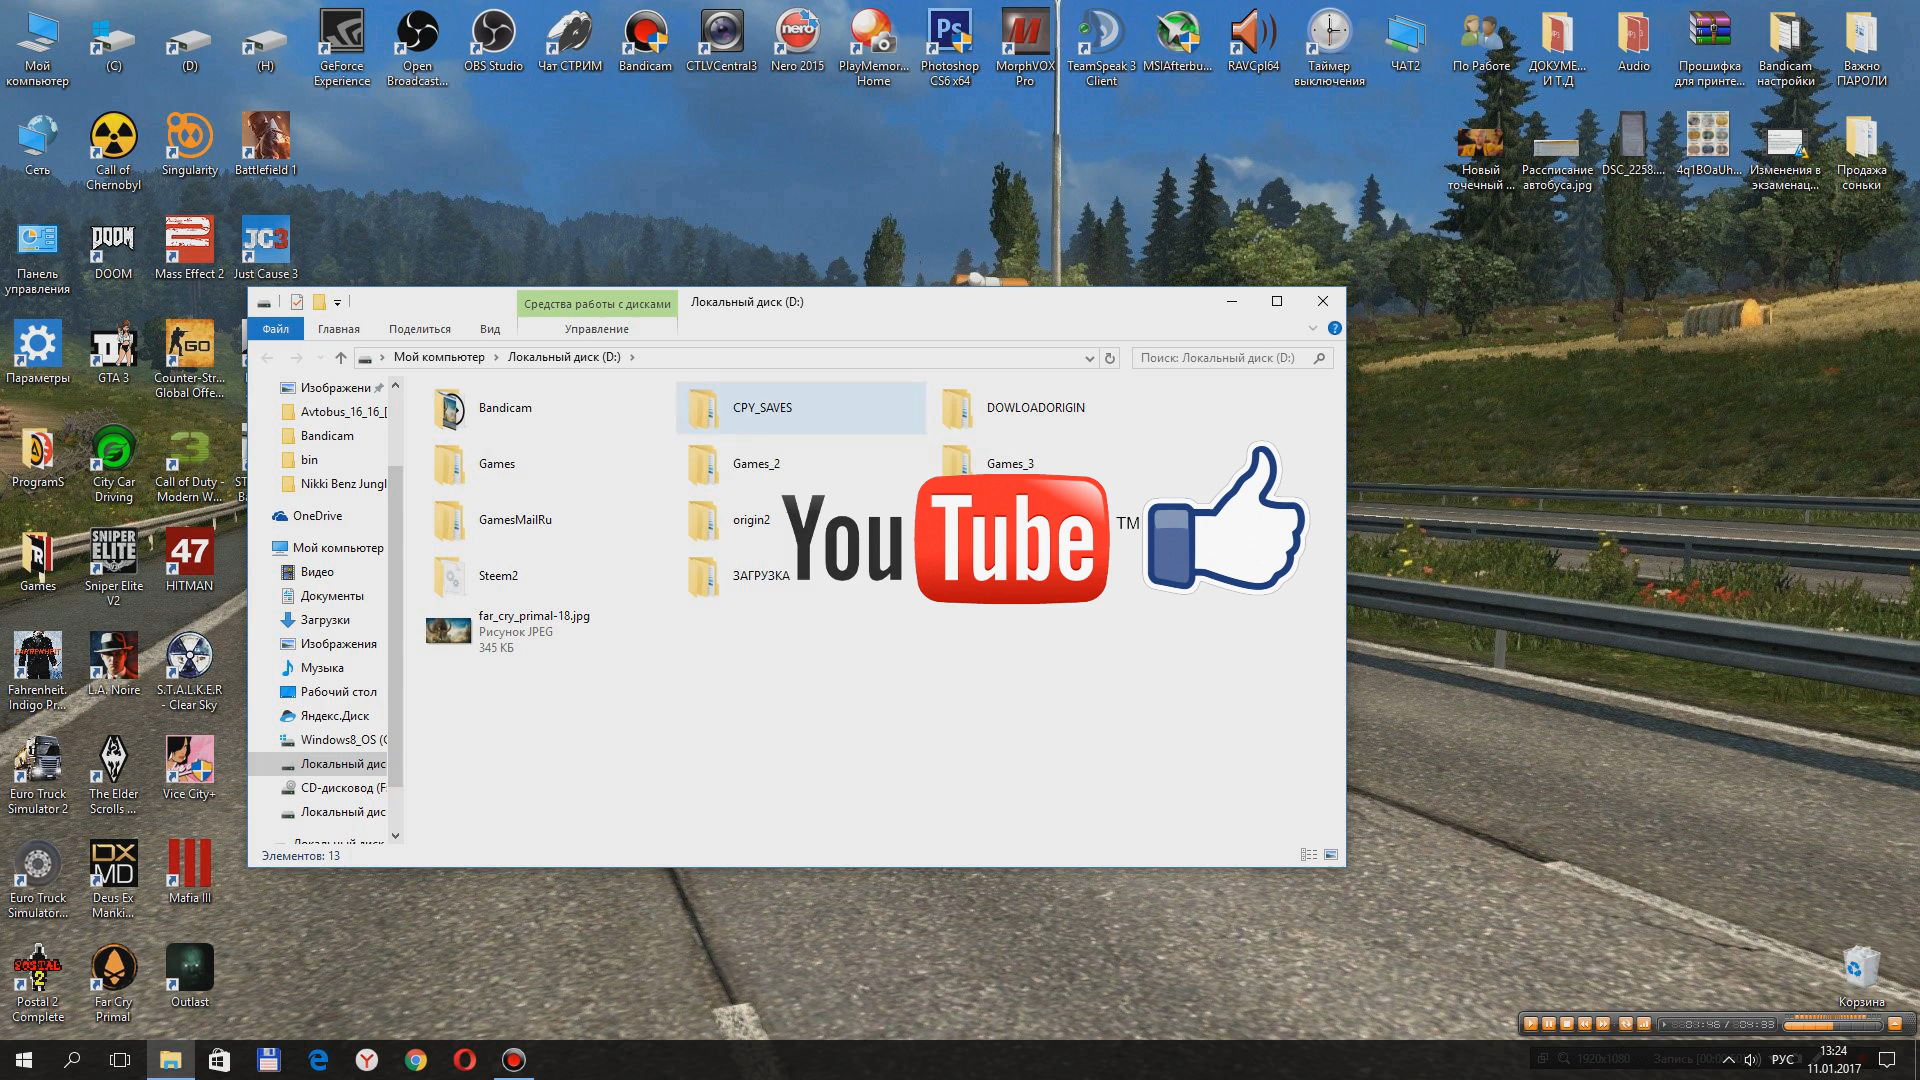 Мой компьютер
(C)
(D)
(H)
GeForce Experience
Open Broadcast...
OBS Studio
Чат СТРИМ
Bandicam
CTLVCentral3
Nero 2015
PlayMemor... Home
Photoshop CS6 x64
MorphVOX Pro
TeamSpeak 3 Client
MSIAfterbu...
RAVCpl64
Таймер выключения
ЧАТ2
По Работе
ДОКУМЕ... И Т.Д
Audio
Прошифка для принте...
Bandicam настройки
Важно ПАРОЛИ
Сеть
Call of Chernobyl
Singularity
Battlefield 1
Новый точечный ...
Рассписание автобуса.jpg
DSC_2258....
4q1BOaUh...
Изменения в экзаменац...
Продажа соньки
Панель управления
DOOM
Mass Effect 2
Just Cause 3
Параметры
GTA 3
Counter-Str... Global Offe...
ProgramS
City Car Driving
Call of Duty - Modern W...
Games
Sniper Elite V2
HITMAN
Fahrenheit. Indigo Pr...
L.A. Noire
S.T.A.L.K.E.R - Clear Sky
Euro Truck Simulator 2
The Elder Scrolls ...
Vice City+
Euro Truck Simulator...
Deus Ex Manki...
Mafia III
Postal 2 Complete
Far Cry Primal
Outlast
Корзина
Средства работы с дисками
Локальный диск (D:)
Файл
Главная
Поделиться
Вид
Управление
Мой компьютер
Локальный диск (D:)
Поиск: Локальный диск (D:)
Изображени
Avtobus_16_16_[
Bandicam
bin
Nikki Benz Jungl
OneDrive
Мой компьютер
Видео
Документы
Загрузки
Изображения
Музыка
Рабочий стол
Яндекс.Диск
Windows8_OS (C
Локальный дис
CD-дисковод (F:
Локальный дис
Bandicam
CPY_SAVES
DOWLOADORIGIN
Games
Games_2
Games_3
GamesMailRu
origin2
Steem2
ЗАГРУЗКА
far_cry_primal-18.jpg
Рисунок JPEG
345 КБ
YouTube™
Элементов: 13
1920x1080
Запись
РУС
13:24
11.01.2017